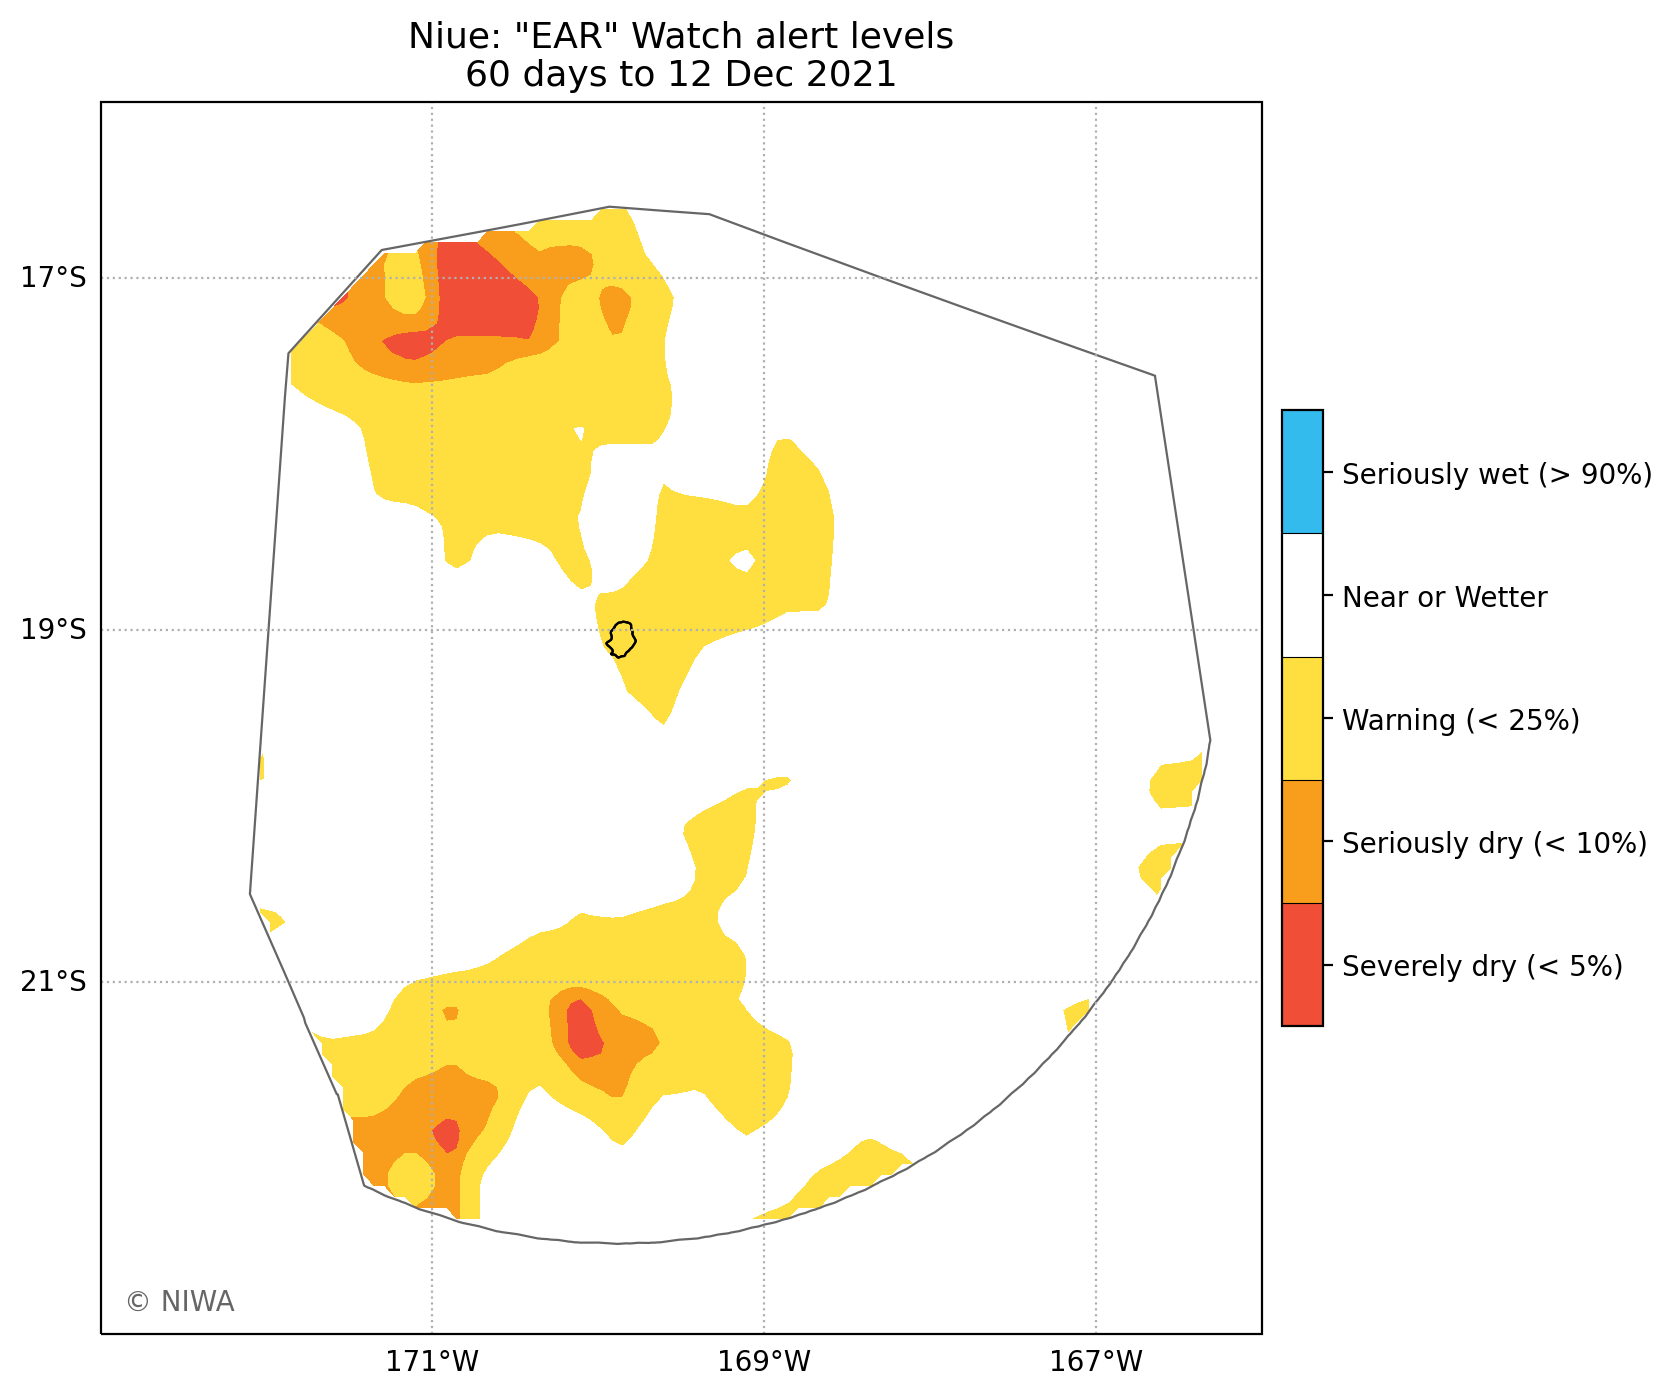 Niue: "EAR" Watch alert levels
60 days to 12 Dec 2021
17°S
19°S
21°S
171°W
169°W
167°W
Seriously wet (> 90%)
Near or Wetter
Warning (< 25%)
Seriously dry (< 10%)
Severely dry (< 5%)
© NIWA